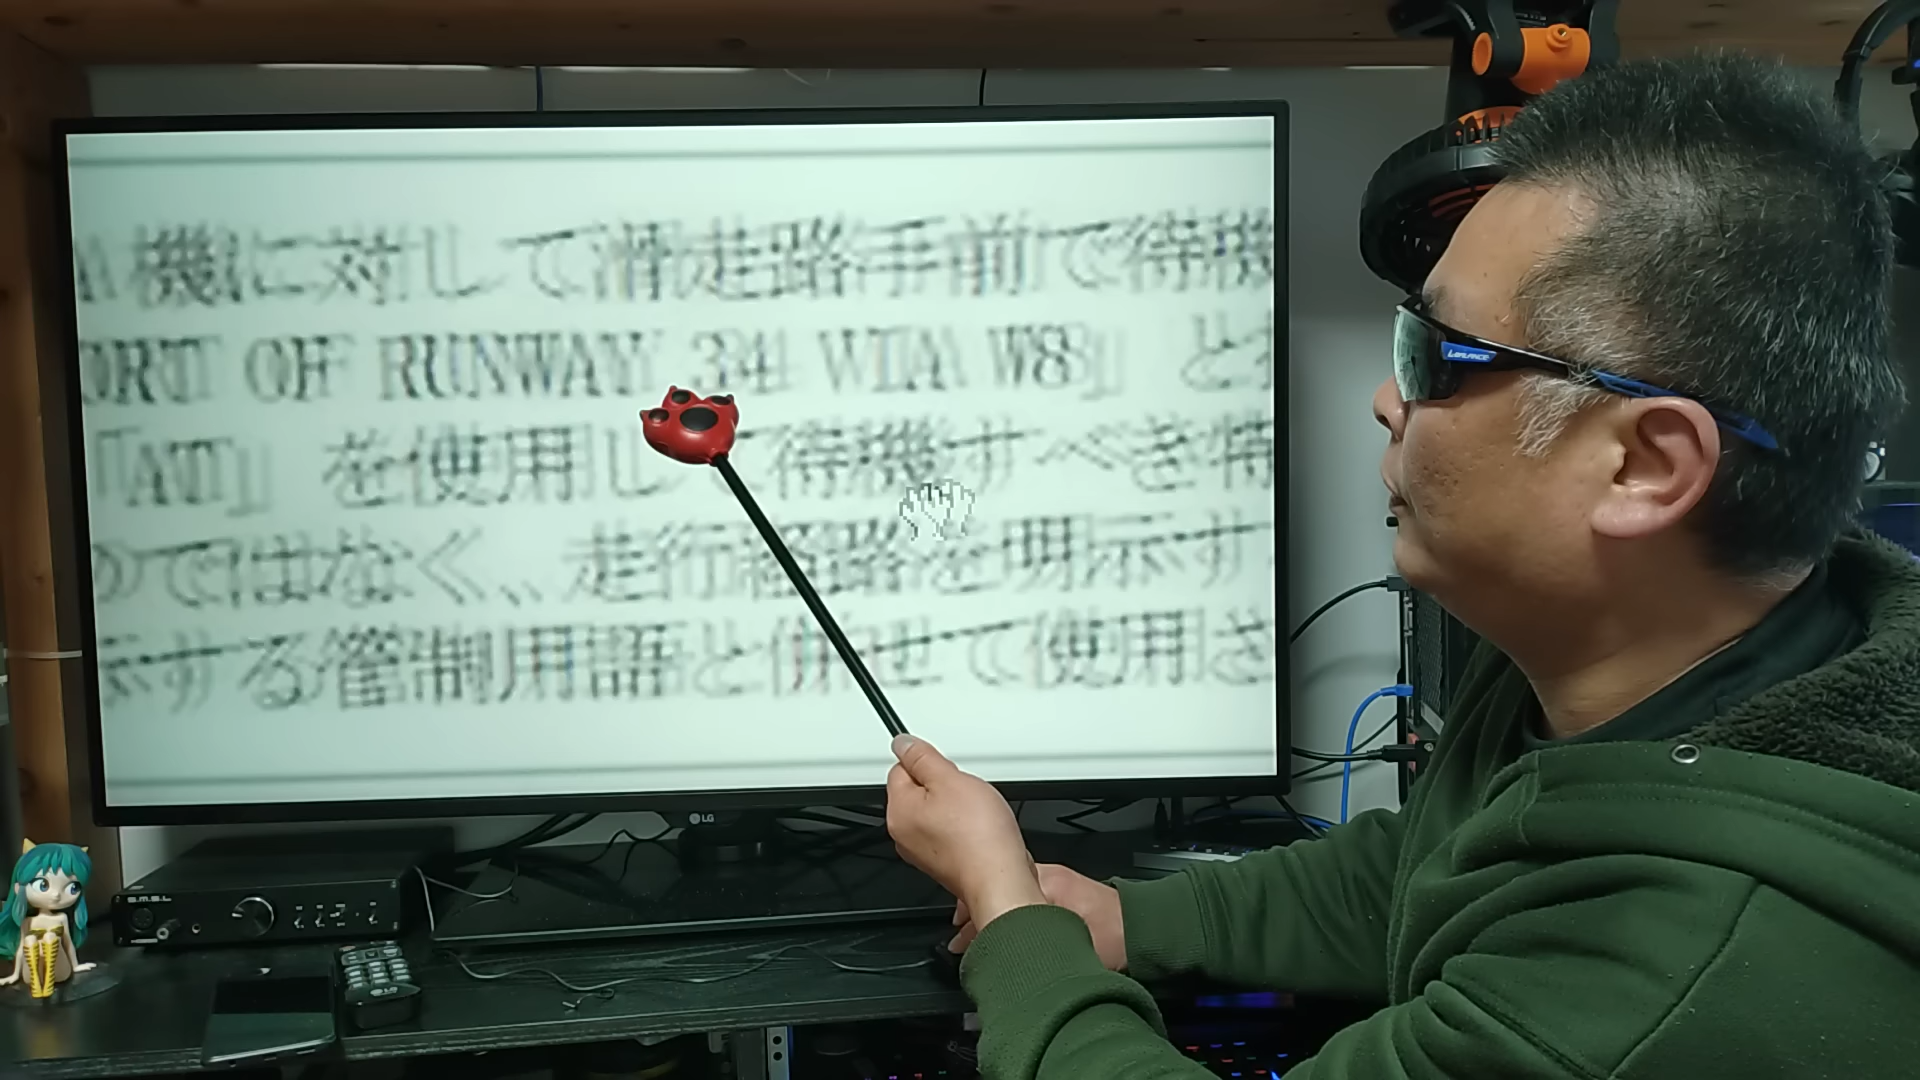 機に対して滑走路手前で待機
ORT OF RUNWAY 34 VIA W8」と
「AT」を使用して待機すべき特
のではなく、走行経路を明示す
示する管制用語と併せて使用さ
LG
S.M.S.L
LG